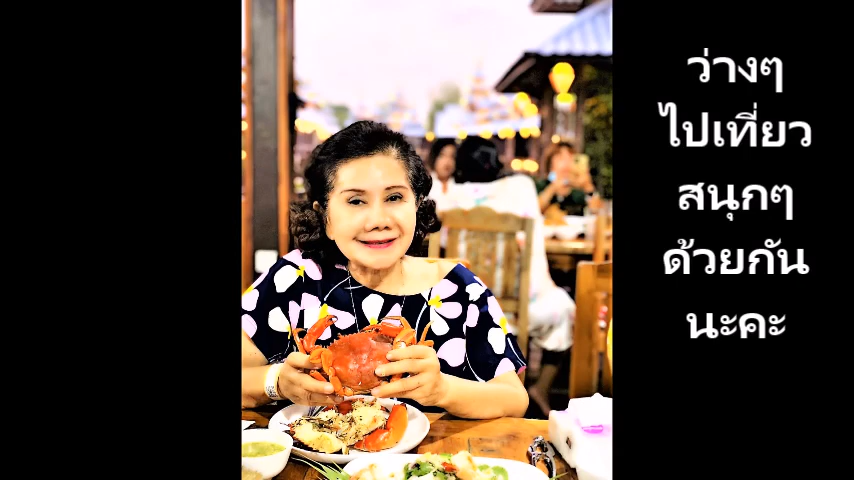 ว่างๆ
ไปเที่ยว
สนุกๆ
ด้วยกัน
นะคะ